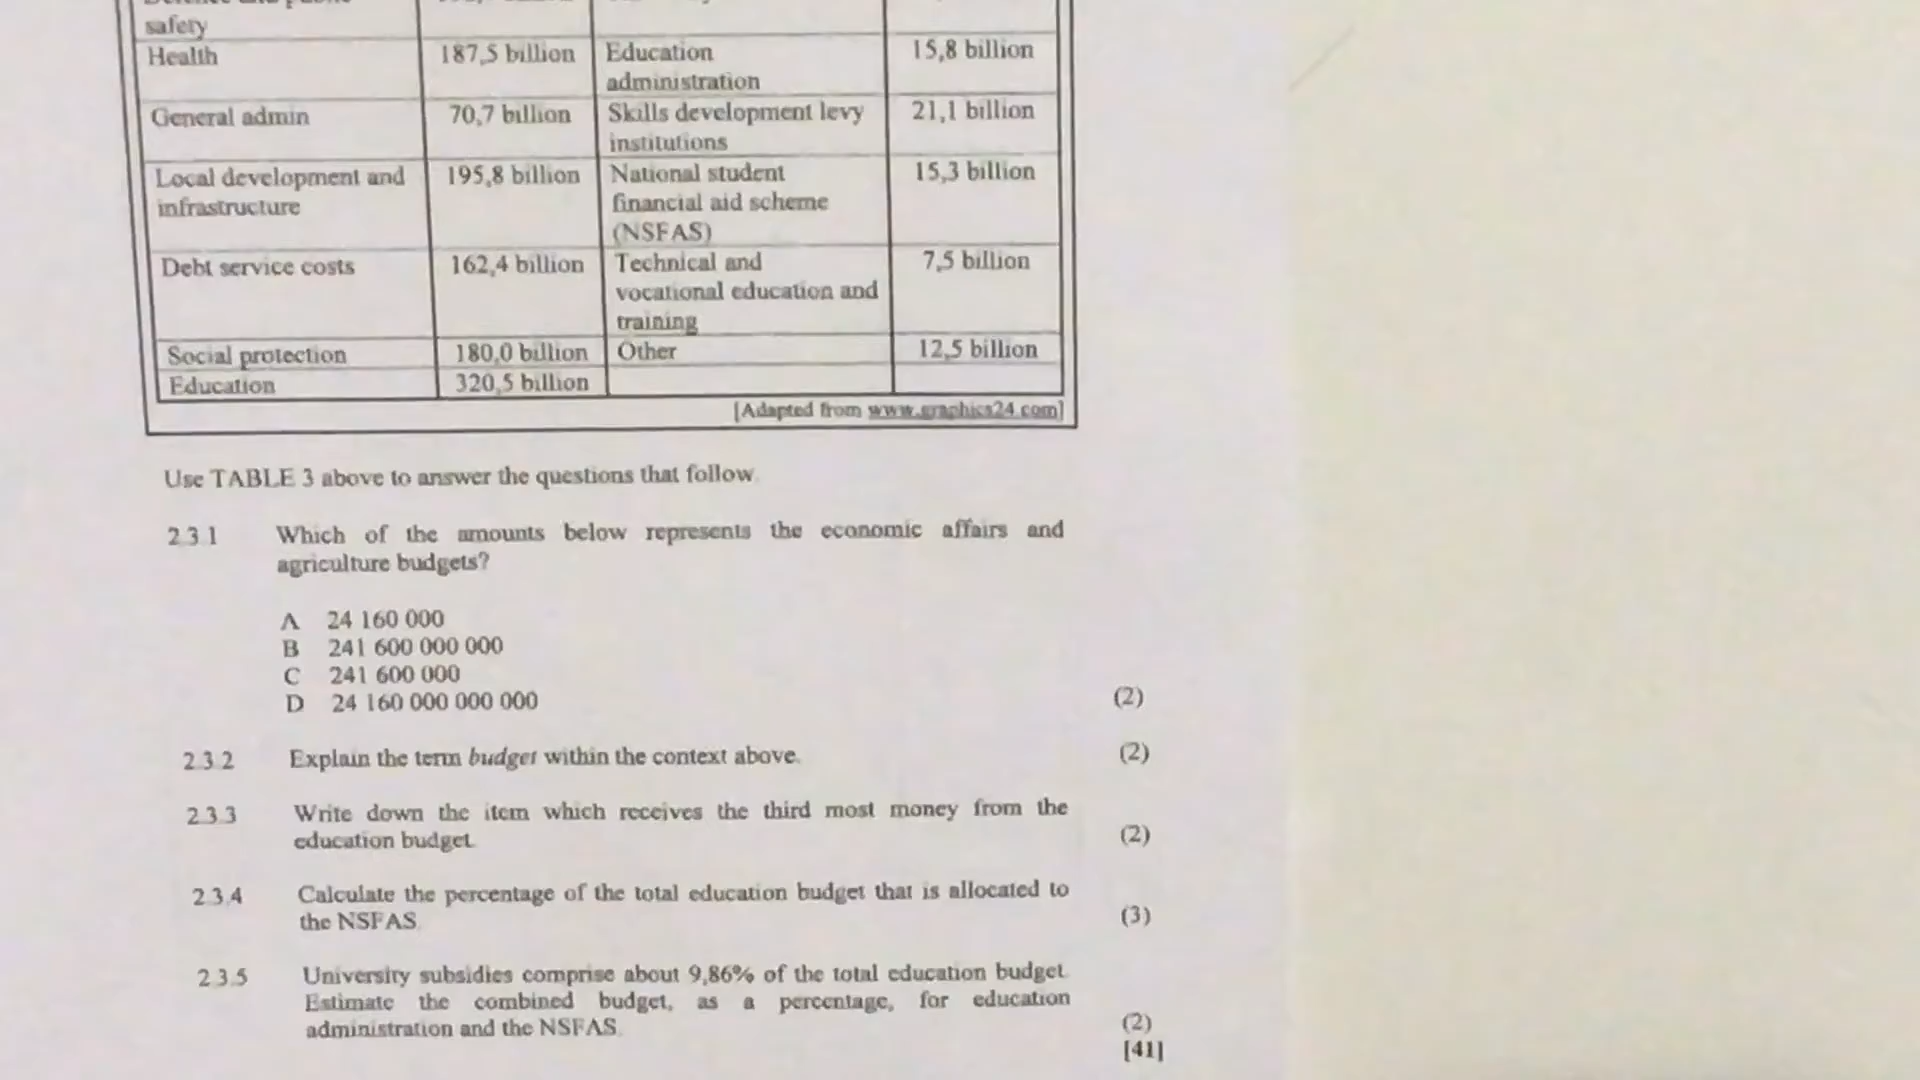 safety
Health 187,5 billion Education 15,8 billion
administration
General admin 70,7 billion Skills development levy 21,1 billion
institutions
Local development and 195,8 billion National student 15,3 billion
infrastructure financial aid scheme
(NSFAS)
Debt service costs 162,4 billion Technical and 7,5 billion
vocational education and
training
Social protection 180,0 billion Other 12,5 billion
Education 320,5 billion
[Adapted from www.graphics24.com]
Use TABLE 3 above to answer the questions that follow.
2.3.1 Which of the amounts below represents the economic affairs and
agriculture budgets?
A 24 160 000
B 241 600 000 000
C 241 600 000
D 24 160 000 000 000 (2)
2.3.2 Explain the term budget within the context above. (2)
2.3.3 Write down the item which receives the third most money from the
education budget. (2)
2.3.4 Calculate the percentage of the total education budget that is allocated to
the NSFAS. (3)
2.3.5 University subsidies comprise about 9,86% of the total education budget.
Estimate the combined budget, as a percentage, for education
administration and the NSFAS. (2)
[41]